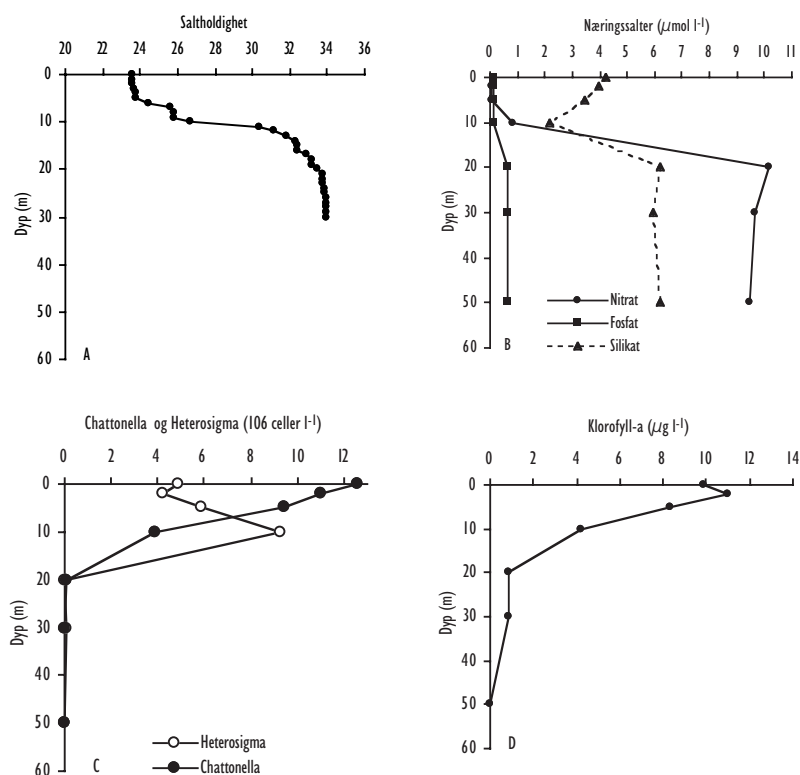 Saltholdighet
20 22 24 26 28 30 32 34 36
0
10
20
30
40
50
60
Dyp (m)
A
Næringssalter (µmol l-1)
0 1 2 3 4 5 6 7 8 9 10 11
0
10
20
30
40
50
60
Dyp (m)
Nitrat
Fosfat
Silikat
B
Chattonella og Heterosigma (106 celler l-1)
0 2 4 6 8 10 12
0
10
20
30
40
50
60
Dyp (m)
Heterosigma
Chattonella
C
Klorofyll-a (µg l-1)
0 2 4 6 8 10 12 14
0
10
20
30
40
50
60
Dyp (m)
D